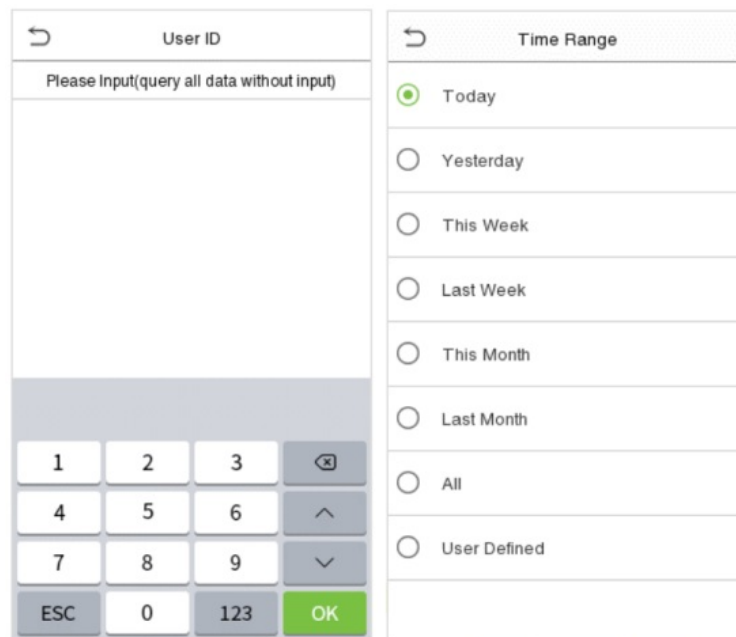 User ID
Please Input(query all data without input)
1 2 3
4 5 6
7 8 9
ESC 0 123 OK
Time Range
Today
Yesterday
This Week
Last Week
This Month
Last Month
All
User Defined